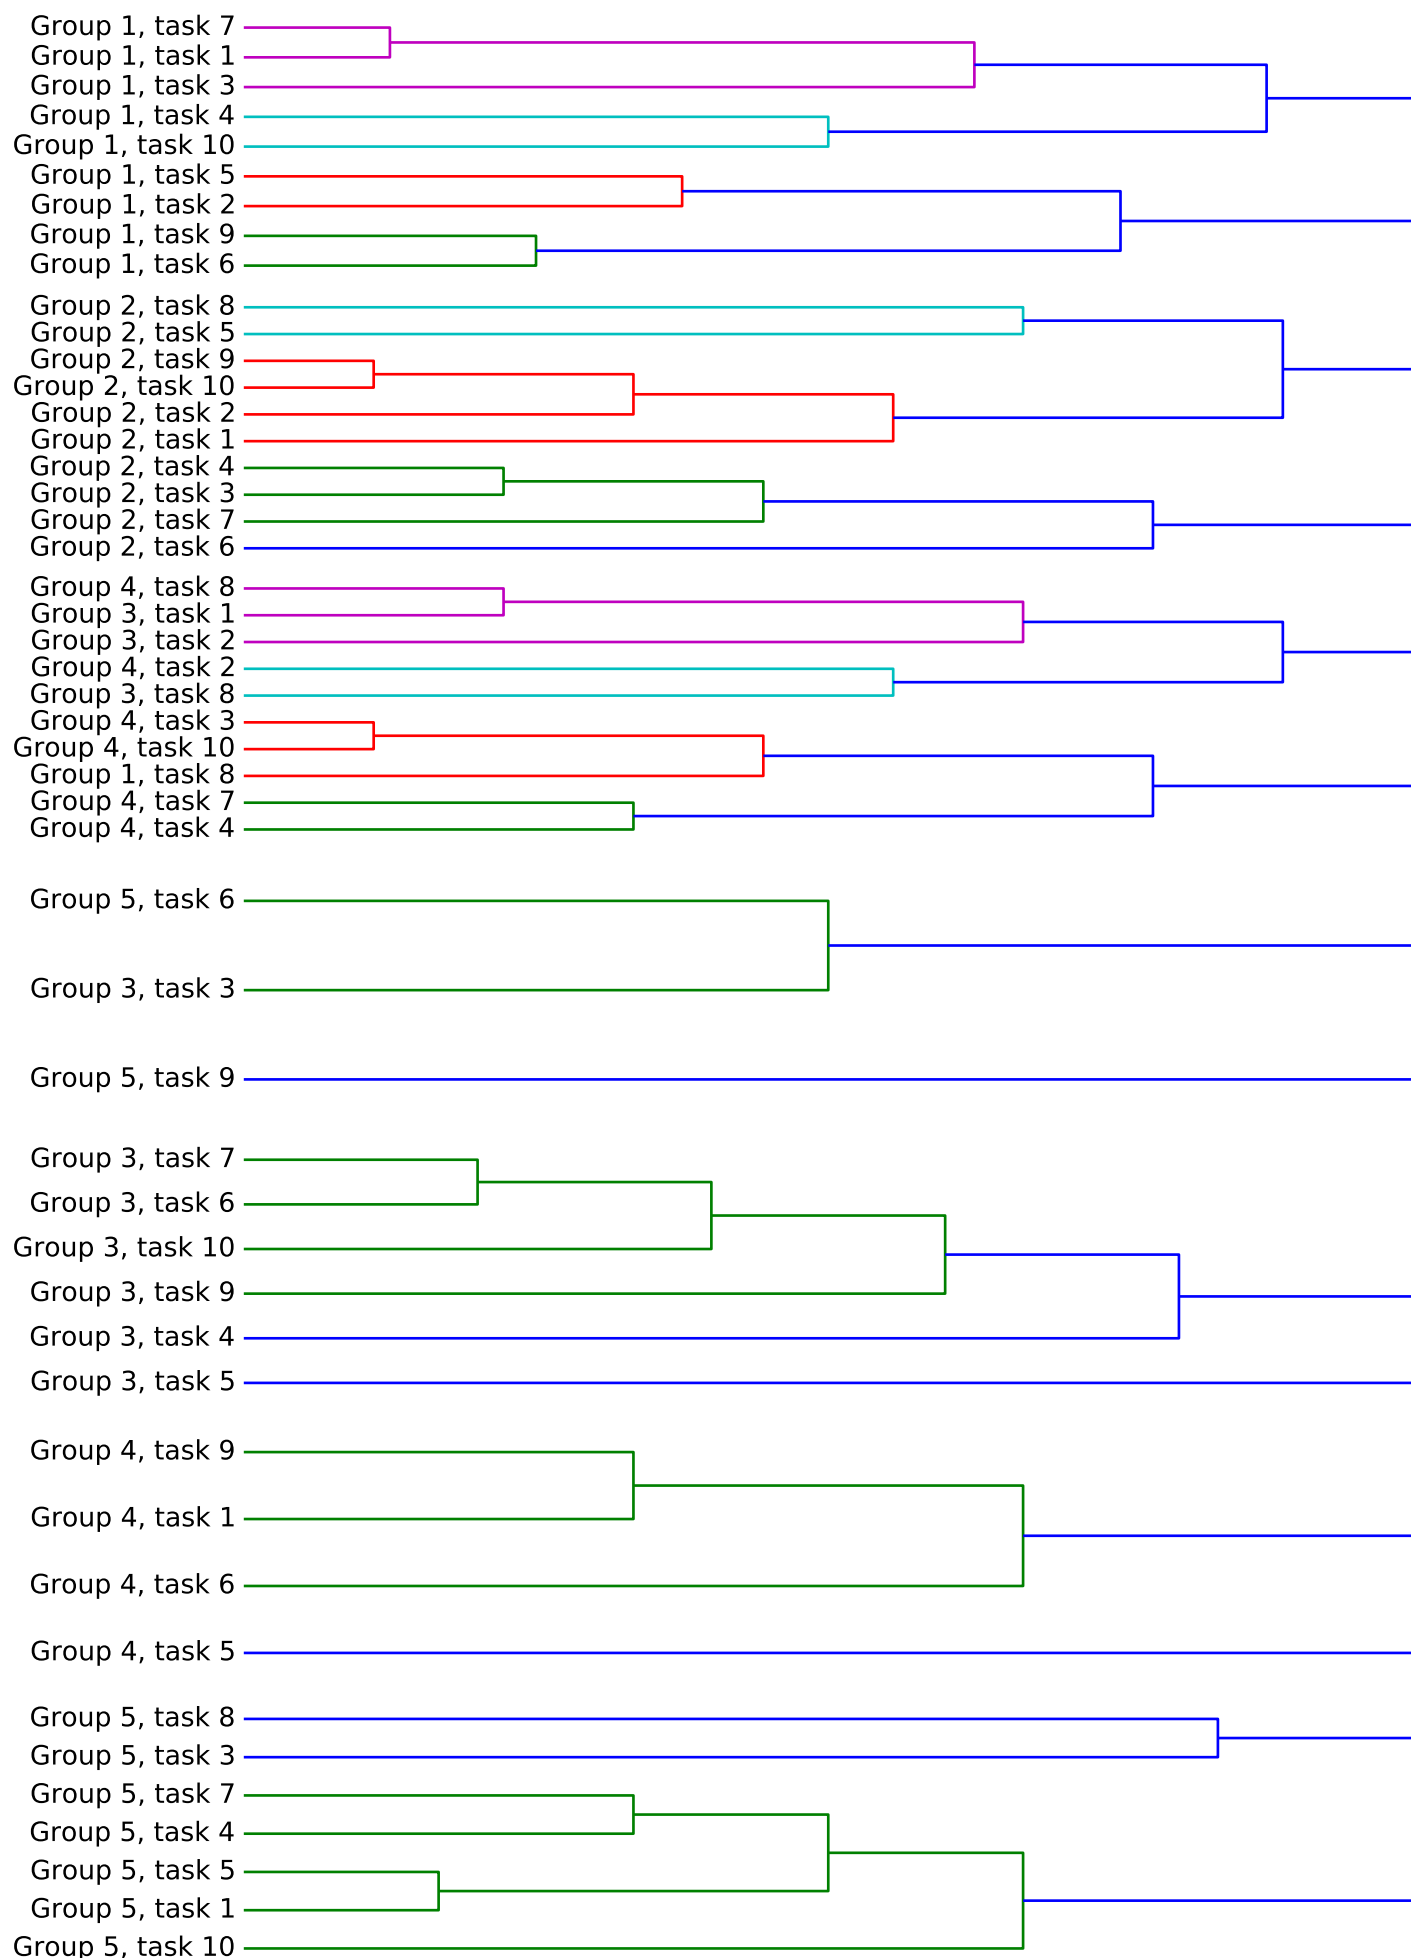 Group 1, task 7
Group 1, task 1
Group 1, task 3
Group 1, task 4
Group 1, task 10
Group 1, task 5
Group 1, task 2
Group 1, task 9
Group 1, task 6
Group 2, task 8
Group 2, task 5
Group 2, task 9
Group 2, task 10
Group 2, task 2
Group 2, task 1
Group 2, task 4
Group 2, task 3
Group 2, task 7
Group 2, task 6
Group 4, task 8
Group 3, task 1
Group 3, task 2
Group 4, task 2
Group 3, task 8
Group 4, task 3
Group 4, task 10
Group 1, task 8
Group 4, task 7
Group 4, task 4
Group 5, task 6
Group 3, task 3
Group 5, task 9
Group 3, task 7
Group 3, task 6
Group 3, task 10
Group 3, task 9
Group 3, task 4
Group 3, task 5
Group 4, task 9
Group 4, task 1
Group 4, task 6
Group 4, task 5
Group 5, task 8
Group 5, task 3
Group 5, task 7
Group 5, task 4
Group 5, task 5
Group 5, task 1
Group 5, task 10